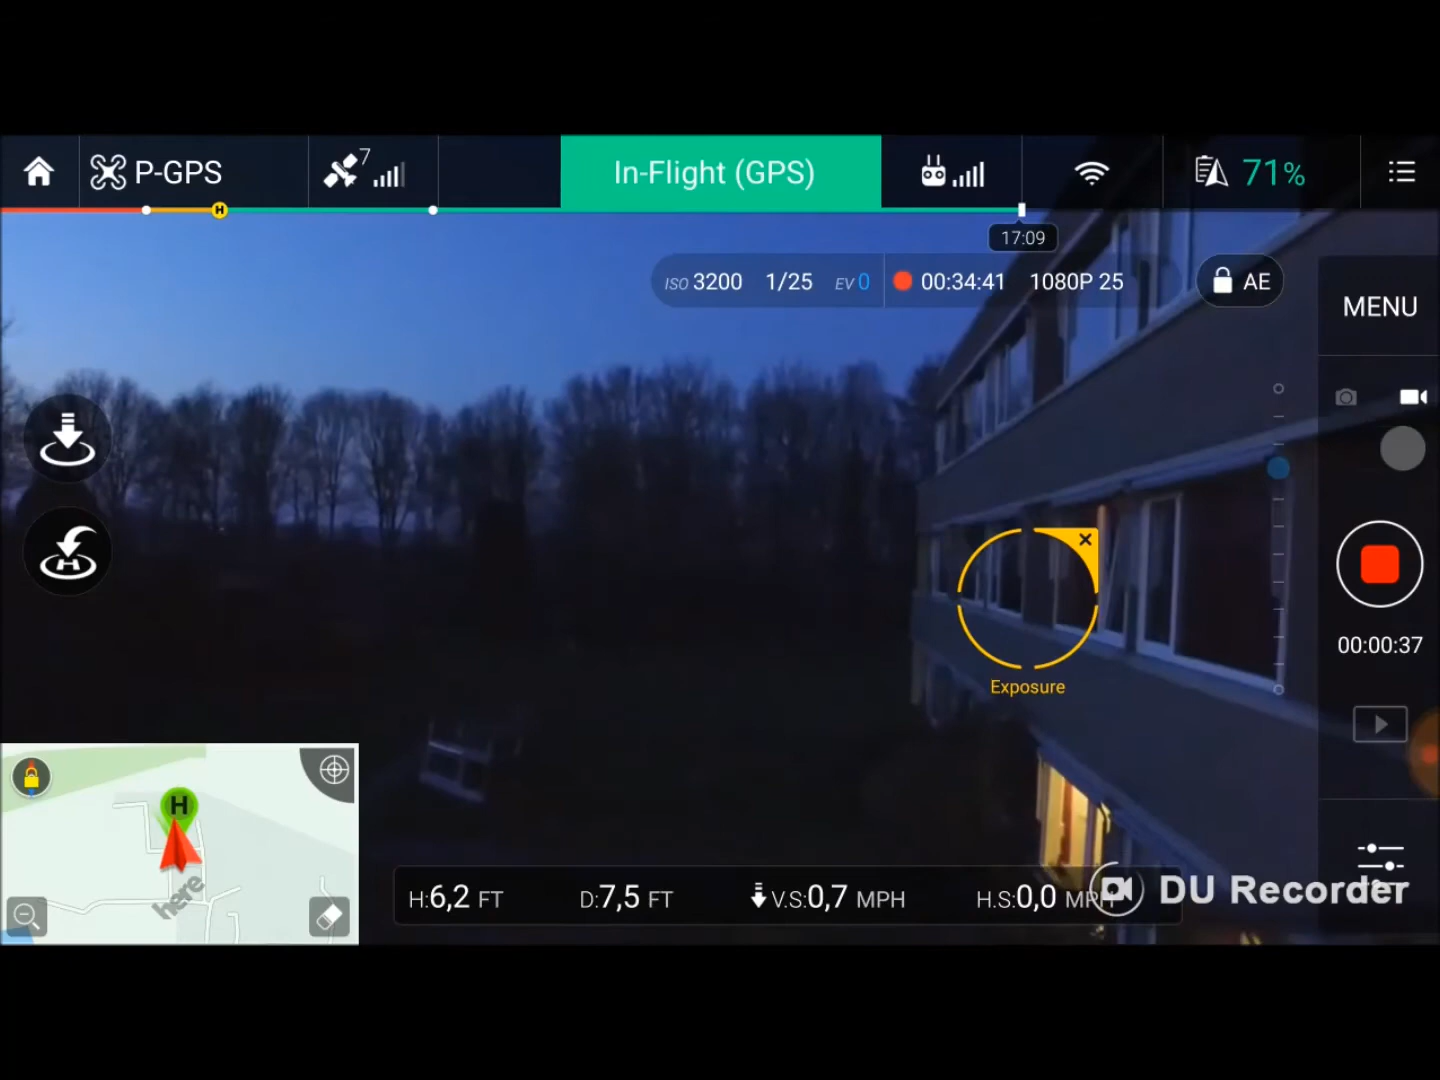 P-GPS
7
In-Flight (GPS)
71%
H
17:09
ISO 3200 1/25 EV 0 00:34:41 1080P 25
AE
MENU
Exposure
00:00:37
H
H
here
H:6,2 FT D:7,5 FT V.S:0,7 MPH H.S:0,0 MPH
DU Recorder